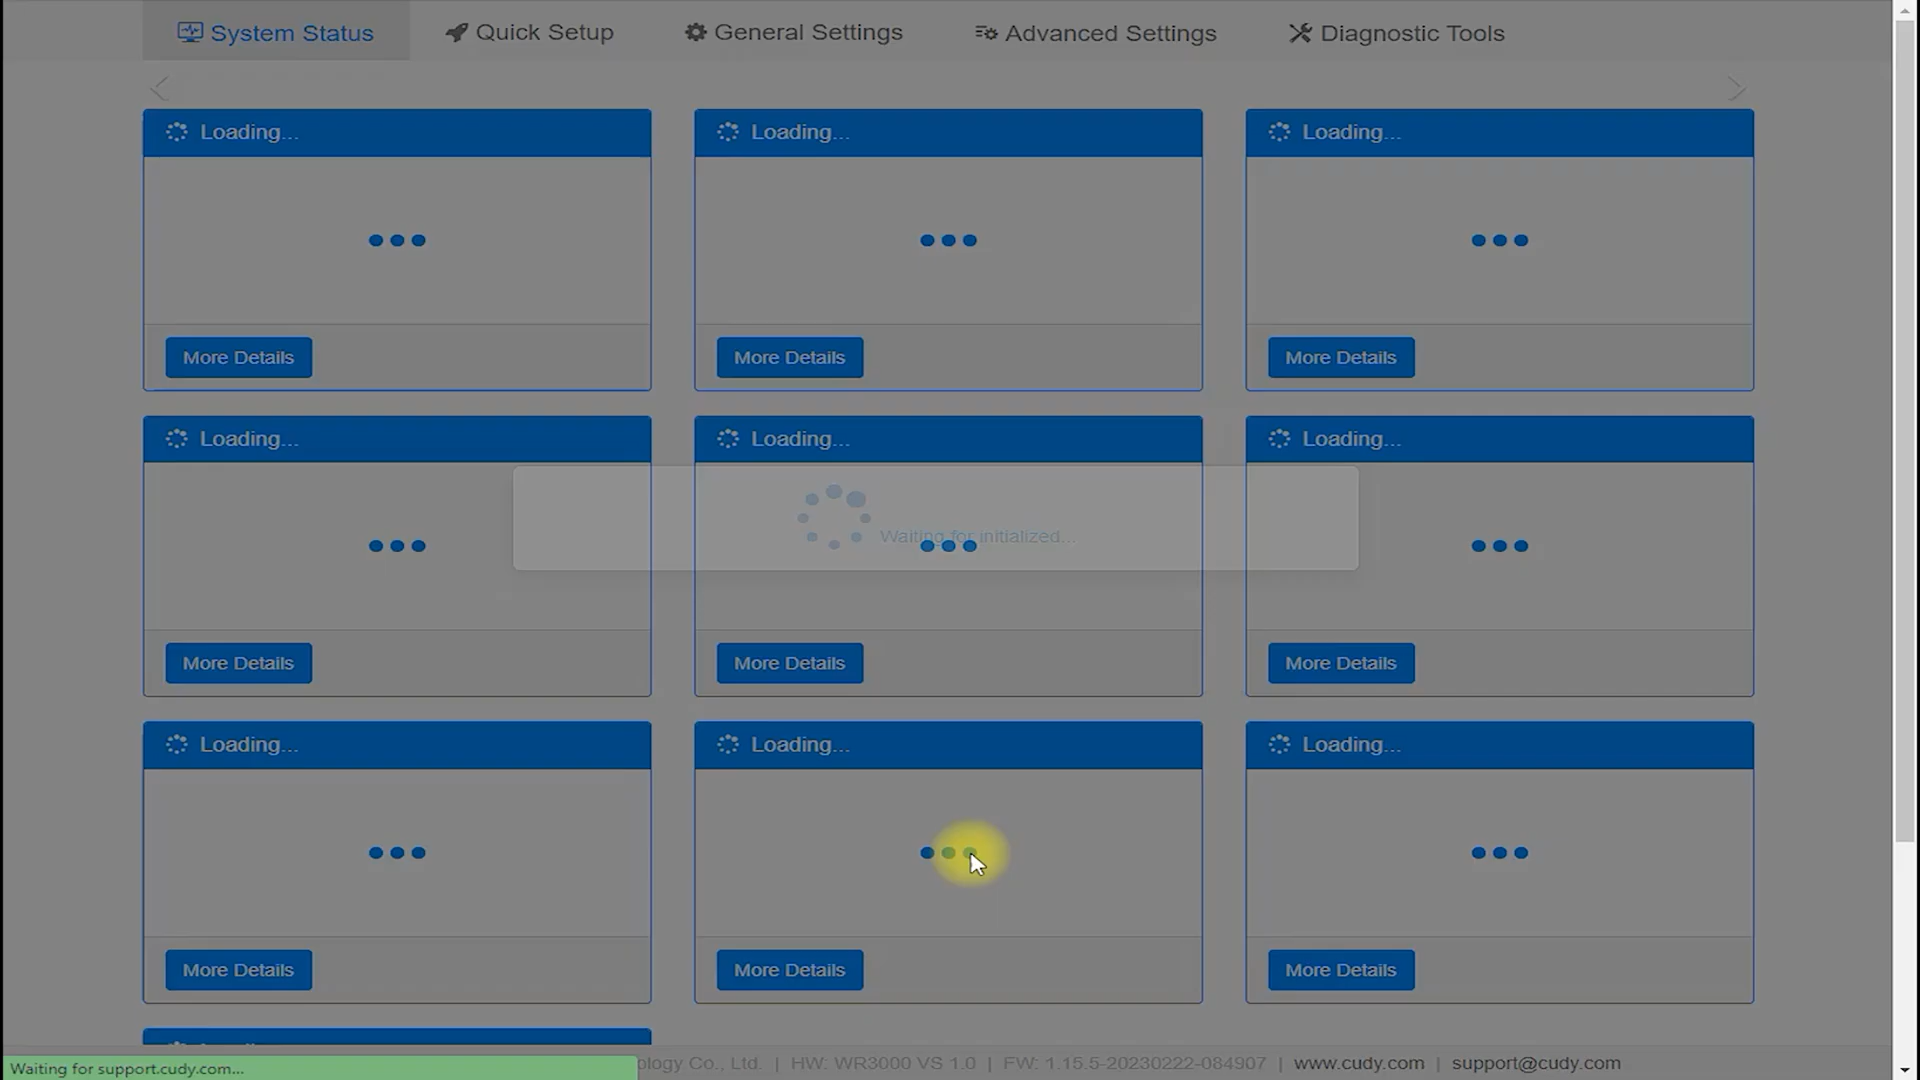 System Status
Quick Setup
General Settings
Advanced Settings
Diagnostic Tools
Loading...
Loading...
Loading...
More Details
More Details
More Details
Loading...
Loading...
Loading...
Waiting for initialized...
More Details
More Details
More Details
Loading...
Loading...
Loading...
More Details
More Details
More Details
Waiting for support.cudy.com...
ology Co., Ltd. | HW: WR3000 VS 1.0 | FW: 1.15.5-20230222-084907 | www.cudy.com | support@cudy.com